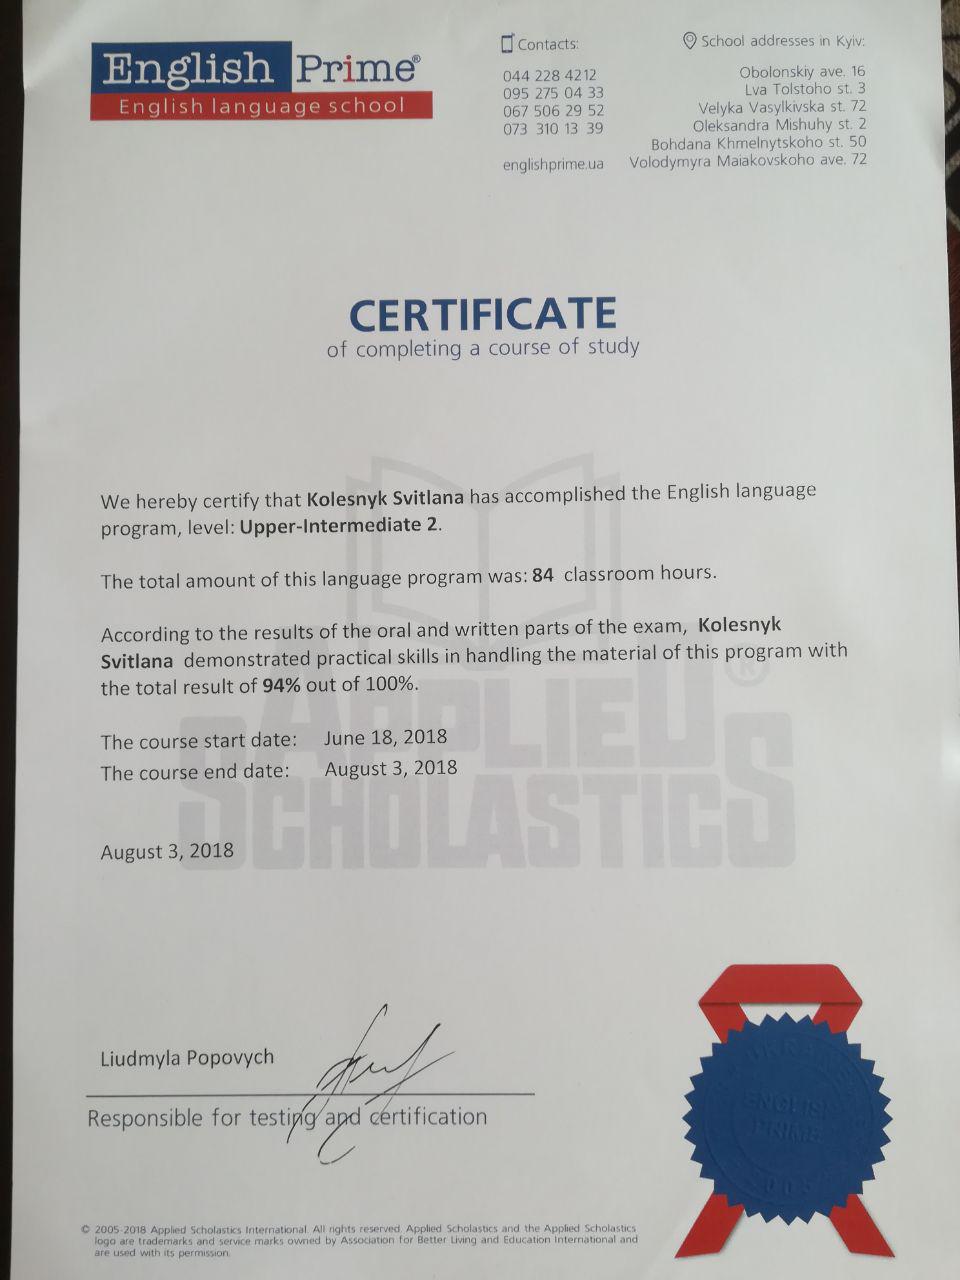 English Prime®
English language school
Contacts:
044 228 4212
095 275 04 33
067 506 29 52
073 310 13 39
englishprime.ua
School addresses in Kyiv:
Obolonskiy ave. 16
Lva Tolstoho st. 3
Velyka Vasylkivska st. 72
Oleksandra Mishuhy st. 2
Bohdana Khmelnytskoho st. 50
Volodymyra Maiakovskoho ave. 72
CERTIFICATE
of completing a course of study
We hereby certify that Kolesnyk Svitlana has accomplished the English language
program, level: Upper-Intermediate 2.
The total amount of this language program was: 84 classroom hours.
According to the results of the oral and written parts of the exam, Kolesnyk
Svitlana demonstrated practical skills in handling the material of this program with
the total result of 94% out of 100%.
APPLIED ®
SCHOLASTICS
The course start date: June 18, 2018
The course end date: August 3, 2018
August 3, 2018
Liudmyla Popovych
Responsible for testing and certification
ENGLISH
PRIME
© 2005-2018 Applied Scholastics International. All rights reserved. Applied Scholastics and the Applied Scholastics
logo are trademarks and service marks owned by Association for Better Living and Education International and
are used with its permission.